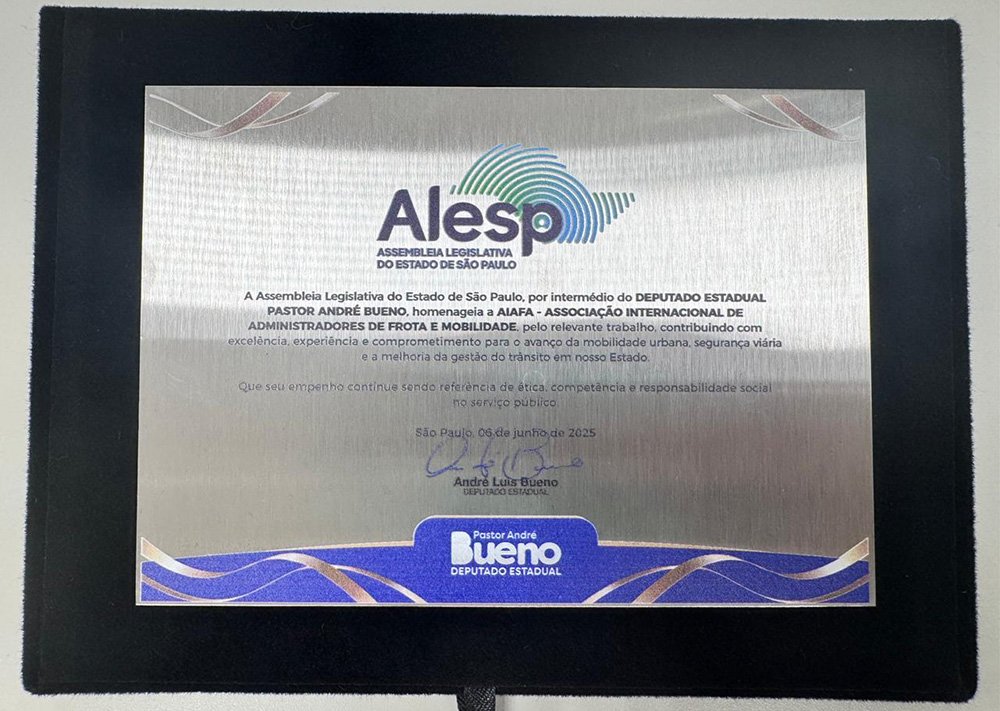 Alesp
ASSEMBLEIA LEGISLATIVA
DO ESTADO DE SÃO PAULO
A Assembleia Legislativa do Estado de São Paulo, por intermédio do DEPUTADO ESTADUAL
PASTOR ANDRÉ BUENO, homenageia a AIAFA - ASSOCIAÇÃO INTERNACIONAL DE
ADMINISTRADORES DE FROTA E MOBILIDADE, pelo relevante trabalho, contribuindo com
excelência, experiência e comprometimento para o avanço da mobilidade urbana, segurança viária
e a melhoria da gestão do trânsito em nosso Estado.
Que seu empenho continue sendo referência de ética, competência e responsabilidade social
no serviço público.
São Paulo, 06 de junho de 2025
André Luis Bueno
DEPUTADO ESTADUAL
Pastor André
Bueno
DEPUTADO ESTADUAL